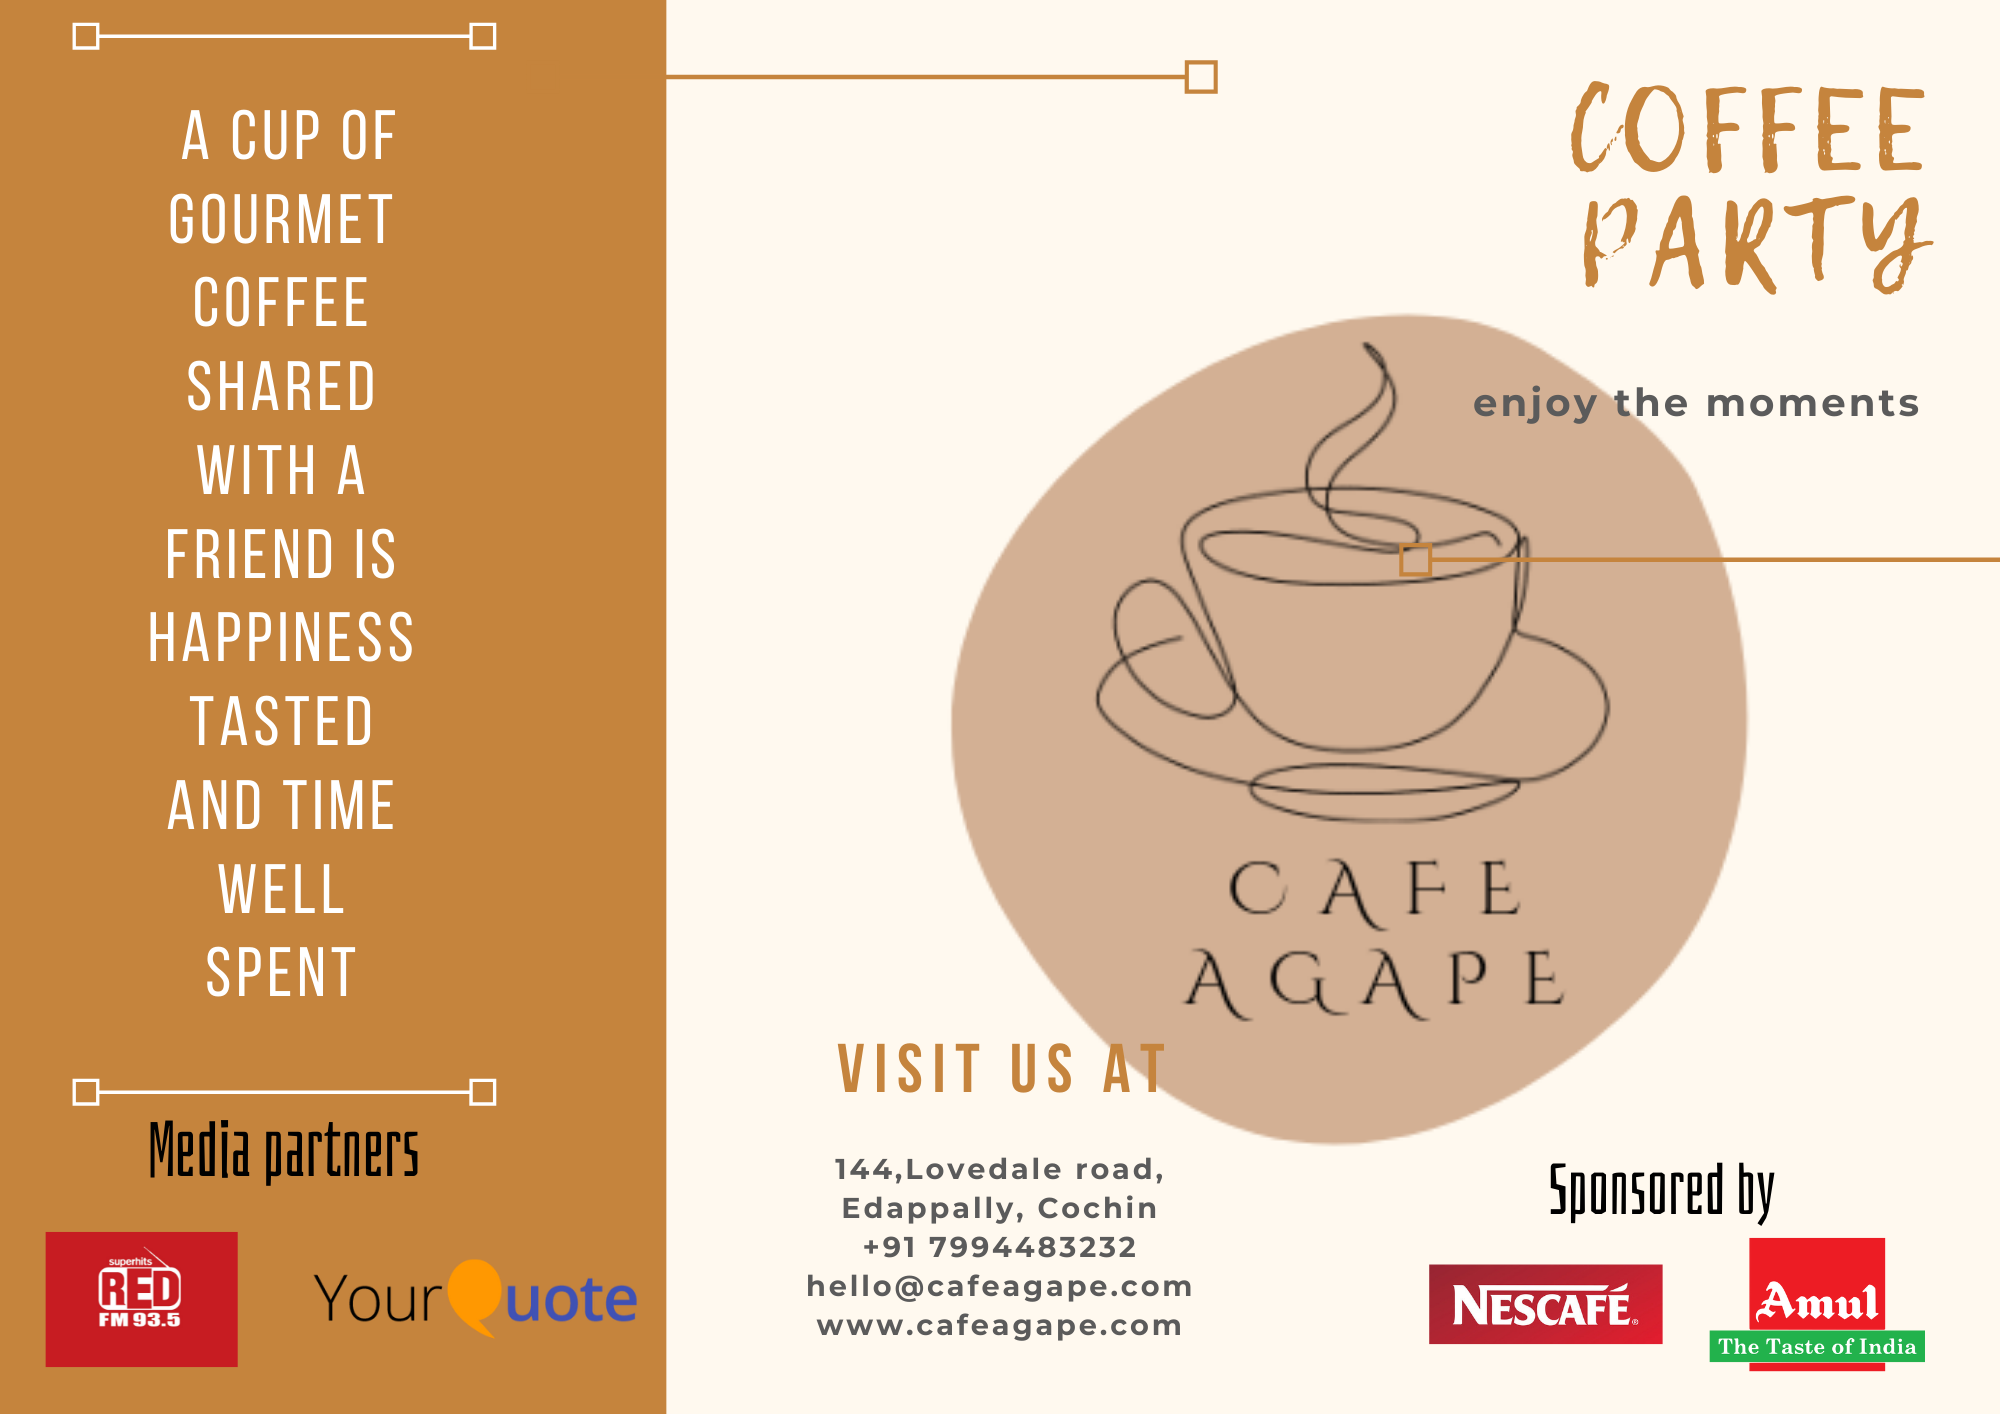 A CUP OF
GOURMET
COFFEE
SHARED
WITH A
FRIEND IS
HAPPINESS
TASTED
AND TIME
WELL
SPENT
Media partners
superhits
RED
FM 93.5
YourQuote
COFFEE
PARTY
enjoy the moments
CAFE
AGAPE
VISIT US AT
144,Lovedale road,
Edappally, Cochin
+91 7994483232
hello@cafeagape.com
www.cafeagape.com
Sponsored by
NESCAFÉ®
Amul
The Taste of India